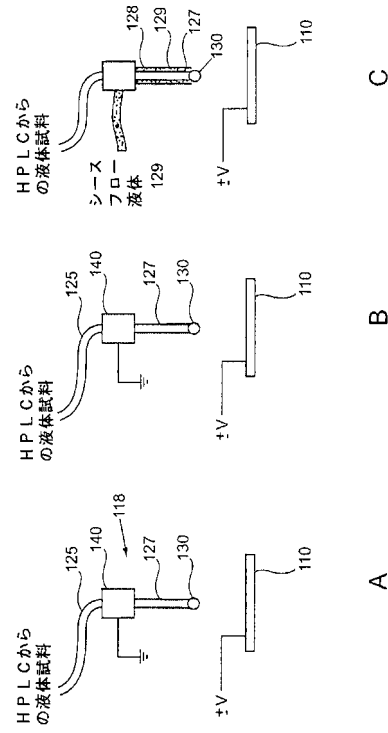 HPLCから
の液体試料
125
140
118
127
130
±V
110
A
HPLCから
の液体試料
125
140
127
130
±V
110
B
HPLCから
の液体試料
シース
フロー
液体
129
128
129
127
130
±V
110
C